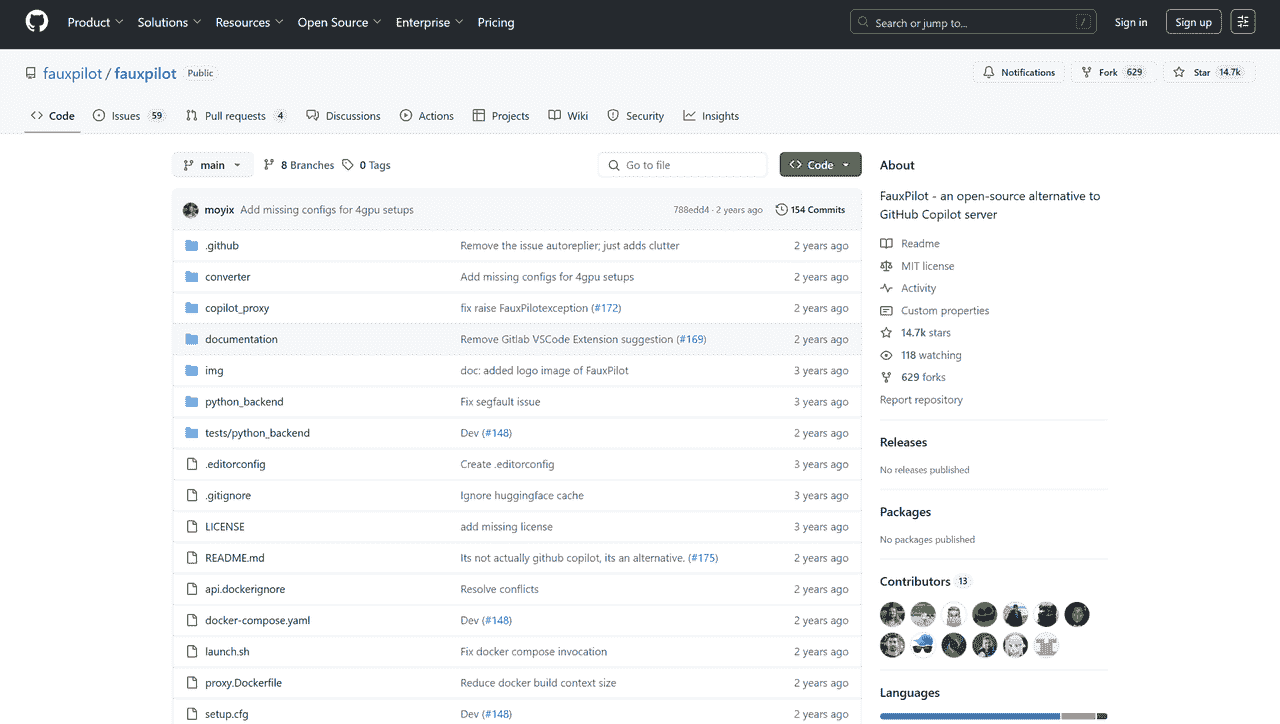 Product Solutions Resources Open Source Enterprise Pricing Search or jump to... / Sign in Sign up
fauxpilot / fauxpilot Public Notifications Fork 629 Star 14.7k
Code Issues 59 Pull requests 4 Discussions Actions Projects Wiki Security Insights
main 8 Branches 0 Tags Go to file Code
moyix Add missing configs for 4gpu setups 788edd4 · 2 years ago 154 Commits
.github Remove the issue autoreplier; just adds clutter 2 years ago
converter Add missing configs for 4gpu setups 2 years ago
copilot_proxy fix raise FauxPilotexception (#172) 2 years ago
documentation Remove Gitlab VSCode Extension suggestion (#169) 2 years ago
img doc: added logo image of FauxPilot 3 years ago
python_backend Fix segfault issue 3 years ago
tests/python_backend Dev (#148) 2 years ago
.editorconfig Create .editorconfig 3 years ago
.gitignore Ignore huggingface cache 3 years ago
LICENSE add missing license 3 years ago
README.md Its not actually github copilot, its an alternative. (#175) 2 years ago
api.dockerignore Resolve conflicts 2 years ago
docker-compose.yaml Dev (#148) 2 years ago
launch.sh Fix docker compose invocation 2 years ago
proxy.Dockerfile Reduce docker build context size 2 years ago
setup.cfg Dev (#148) 2 years ago
About
FauxPilot - an open-source alternative to
GitHub Copilot server
Readme
MIT license
Activity
Custom properties
14.7k stars
118 watching
629 forks
Report repository
Releases
No releases published
Packages
No packages published
Contributors 13
Languages